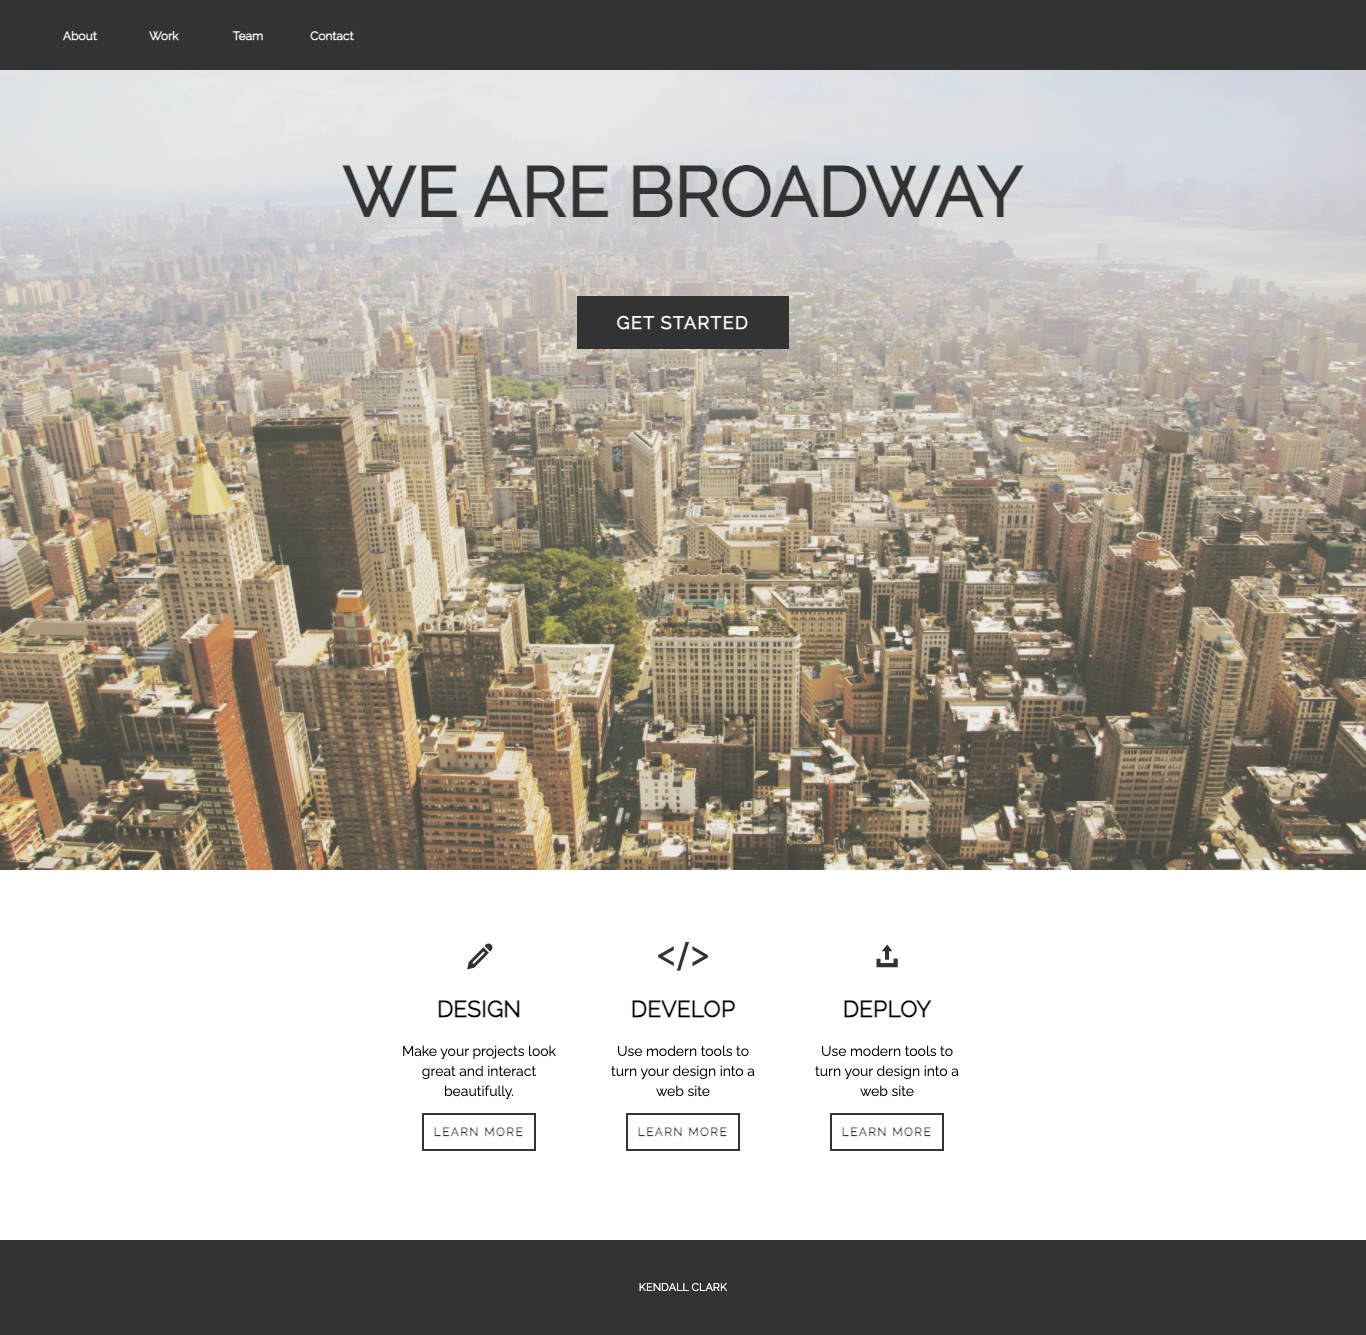 About Work Team Contact
WE ARE BROADWAY
GET STARTED
</>
DESIGN
Make your projects look
great and interact
beautifully.
LEARN MORE
DEVELOP
Use modern tools to
turn your design into a
web site
LEARN MORE
DEPLOY
Use modern tools to
turn your design into a
web site
LEARN MORE
KENDALL CLARK